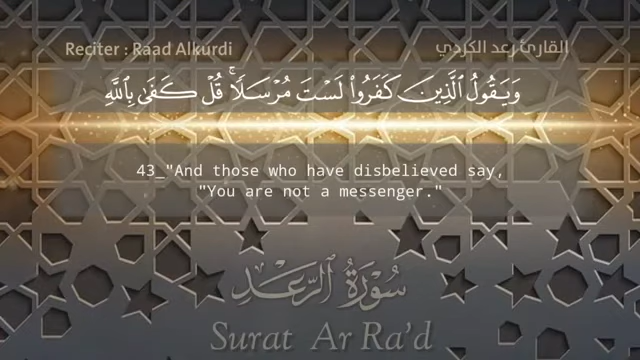 Reciter : Raad Alkurdi
القارئ رعد الكردي
وَيَقُولُ ٱلَّذِينَ كَفَرُوا۟ لَسْتَ مُرْسَلًا ۚ قُلْ كَفَىٰ بِٱللَّهِ
43_"And those who have disbelieved say,
"You are not a messenger."
سُورَةُ ٱلرَّعْد
Surat Ar Ra'd